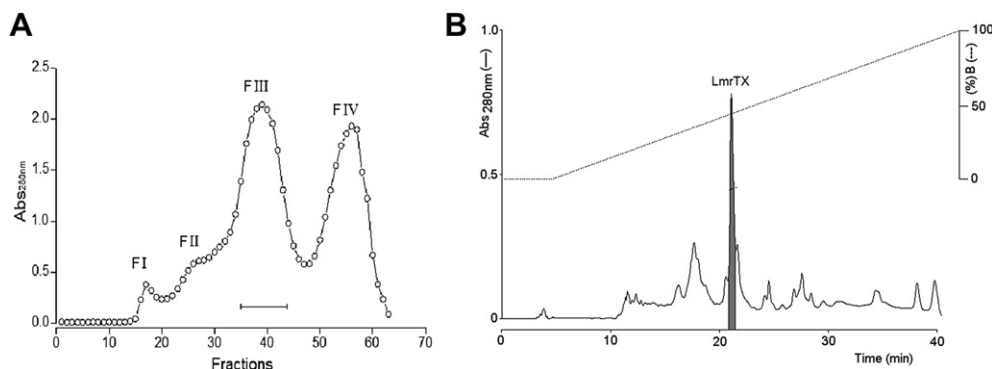 A
2.5
2.0
1.5
1.0
0.5
0.0
Abs280nm
FI
FII
FIII
FIV
0 10 20 30 40 50 60 70
Fractions
B
1.0
0.5
0
Abs 280nm (—)
LmrTX
100
50
0
(%) B (---)
0 10 20 30 40
Time (min)